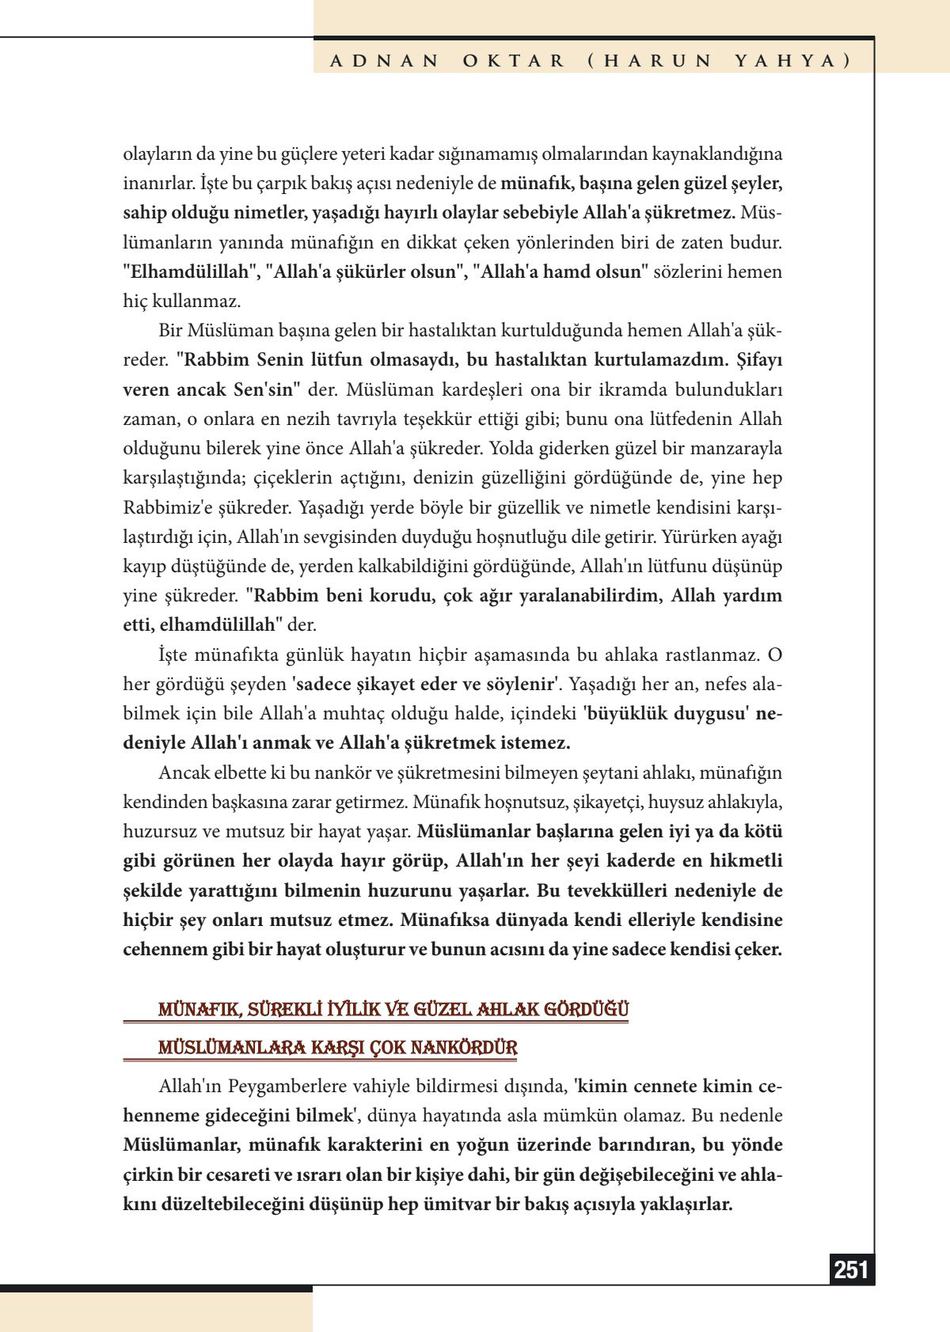 ADNAN OKTAR (HARUN YAHYA)
olayların da yine bu güçlere yeteri kadar sığınamamış olmalarından kaynaklandığına
inanırlar. İşte bu çarpık bakış açısı nedeniyle de münafık, başına gelen güzel şeyler,
sahip olduğu nimetler, yaşadığı hayırlı olaylar sebebiyle Allah'a şükretmez. Müs-
lümanların yanında münafığın en dikkat çeken yönlerinden biri de zaten budur.
"Elhamdülillah", "Allah'a şükürler olsun", "Allah'a hamd olsun" sözlerini hemen
hiç kullanmaz.
Bir Müslüman başına gelen bir hastalıktan kurtulduğunda hemen Allah'a şük-
reder. "Rabbim Senin lütfun olmasaydı, bu hastalıktan kurtulamazdım. Şifayı
veren ancak Sen'sin" der. Müslüman kardeşleri ona bir ikramda bulundukları
zaman, o onlara en nezih tavrıyla teşekkür ettiği gibi; bunu ona lütfedenin Allah
olduğunu bilerek yine önce Allah'a şükreder. Yolda giderken güzel bir manzarayla
karşılaştığında; çiçeklerin açtığını, denizin güzelliğini gördüğünde de, yine hep
Rabbimiz'e şükreder. Yaşadığı yerde böyle bir güzellik ve nimetle kendisini karşı-
laştırdığı için, Allah'ın sevgisinden duyduğu hoşnutluğu dile getirir. Yürürken ayağı
kayıp düştüğünde de, yerden kalkabildiğini gördüğünde, Allah'ın lütfunu düşünüp
yine şükreder. "Rabbim beni korudu, çok ağır yaralanabilirdim, Allah yardım
etti, elhamdülillah" der.
İşte münafıkta günlük hayatın hiçbir aşamasında bu ahlaka rastlanmaz. O
her gördüğü şeyden 'sadece şikayet eder ve söylenir'. Yaşadığı her an, nefes ala-
bilmek için bile Allah'a muhtaç olduğu halde, içindeki 'büyüklük duygusu' ne-
deniyle Allah'ı anmak ve Allah'a şükretmek istemez.
Ancak elbette ki bu nankör ve şükretmesini bilmeyen şeytani ahlakı, münafığın
kendinden başkasına zarar getirmez. Münafık hoşnutsuz, şikayetçi, huysuz ahlakıyla,
huzursuz ve mutsuz bir hayat yaşar. Müslümanlar başlarına gelen iyi ya da kötü
gibi görünen her olayda hayır görüp, Allah'ın her şeyi kaderde en hikmetli
şekilde yarattığını bilmenin huzurunu yaşarlar. Bu tevekkülleri nedeniyle de
hiçbir şey onları mutsuz etmez. Münafıksa dünyada kendi elleriyle kendisine
cehennem gibi bir hayat oluşturur ve bunun acısını da yine sadece kendisi çeker.
MÜNAFIK, SÜREKLİ İYİLİK VE GÜZEL AHLAK GÖRDÜĞÜ
MÜSLÜMANLARA KARŞI ÇOK NANKÖRDÜR
Allah'ın Peygamberlere vahiyle bildirmesi dışında, 'kimin cennete kimin ce-
henneme gideceğini bilmek', dünya hayatında asla mümkün olamaz. Bu nedenle
Müslümanlar, münafık karakterini en yoğun üzerinde barındıran, bu yönde
çirkin bir cesareti ve ısrarı olan bir kişiye dahi, bir gün değişebileceğini ve ahla-
kını düzeltebileceğini düşünüp hep ümitvar bir bakış açısıyla yaklaşırlar.
251